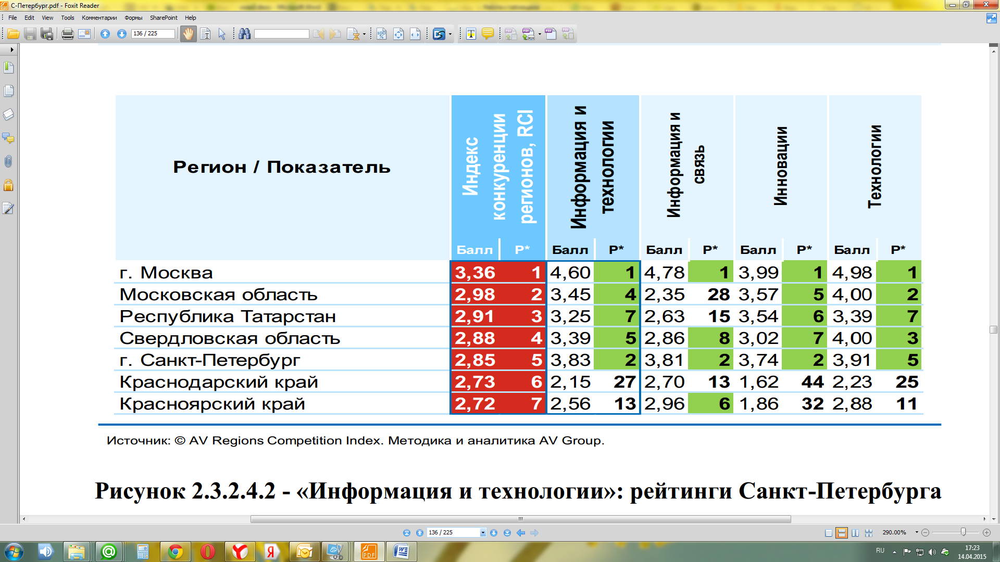 С-Петербург.pdf - Foxit Reader
File Edit View Tools Комментарии Формы SharePoint Help
136 / 225
Регион / Показатель
Индекс конкуренции регионов, RCI
Информация и технологии
Информация и связь
Инновации
Технологии
Балл Р* Балл Р* Балл Р* Балл Р* Балл Р*
г. Москва 3,36 1 4,60 1 4,78 1 3,99 1 4,98 1
Московская область 2,98 2 3,45 4 2,35 28 3,57 5 4,00 2
Республика Татарстан 2,91 3 3,25 7 2,63 15 3,54 6 3,39 7
Свердловская область 2,88 4 3,39 5 2,86 8 3,02 7 4,00 3
г. Санкт-Петербург 2,85 5 3,83 2 3,81 2 3,74 2 3,91 5
Краснодарский край 2,73 6 2,15 27 2,70 13 1,62 44 2,23 25
Красноярский край 2,72 7 2,56 13 2,96 6 1,86 32 2,88 11
Источник: © AV Regions Competition Index. Методика и аналитика AV Group.
Рисунок 2.3.2.4.2 - «Информация и технологии»: рейтинги Санкт-Петербурга
136 / 225
290.00%
RU
17:23
14.04.2015